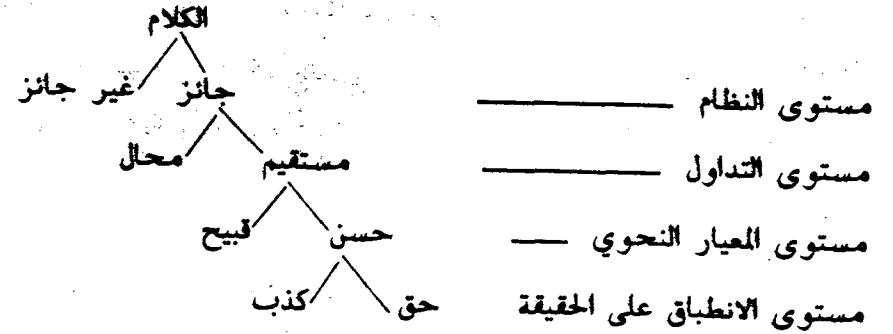 الكلام
مستوى النظام جائز غير جائز
مستوى التداول مستقيم محال
مستوى المعيار النحوي حسن قبيح
مستوى الانطباق على الحقيقة حق كذب